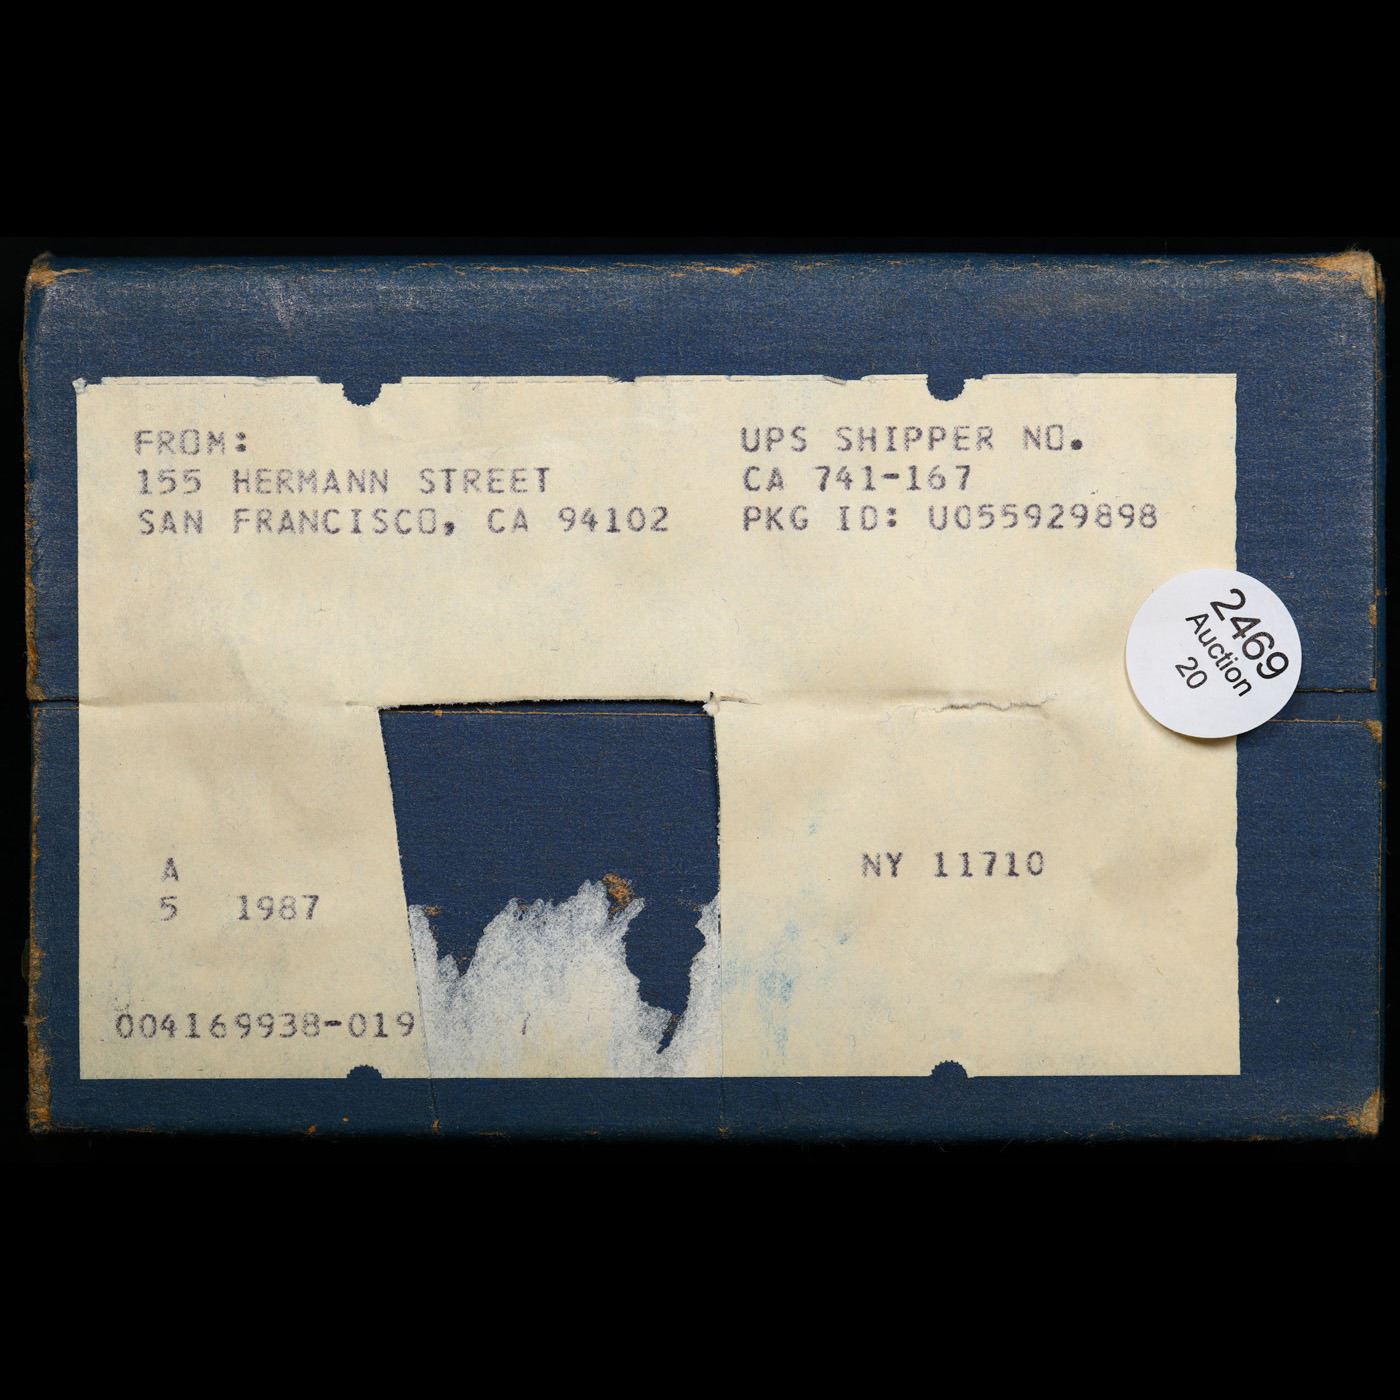 FROM:
155 HERMANN STREET
SAN FRANCISCO, CA 94102
UPS SHIPPER NO.
CA 741-167
PKG ID: U055929898
2469
Auction
20
A
5 1987
NY 11710
004169938-019 7